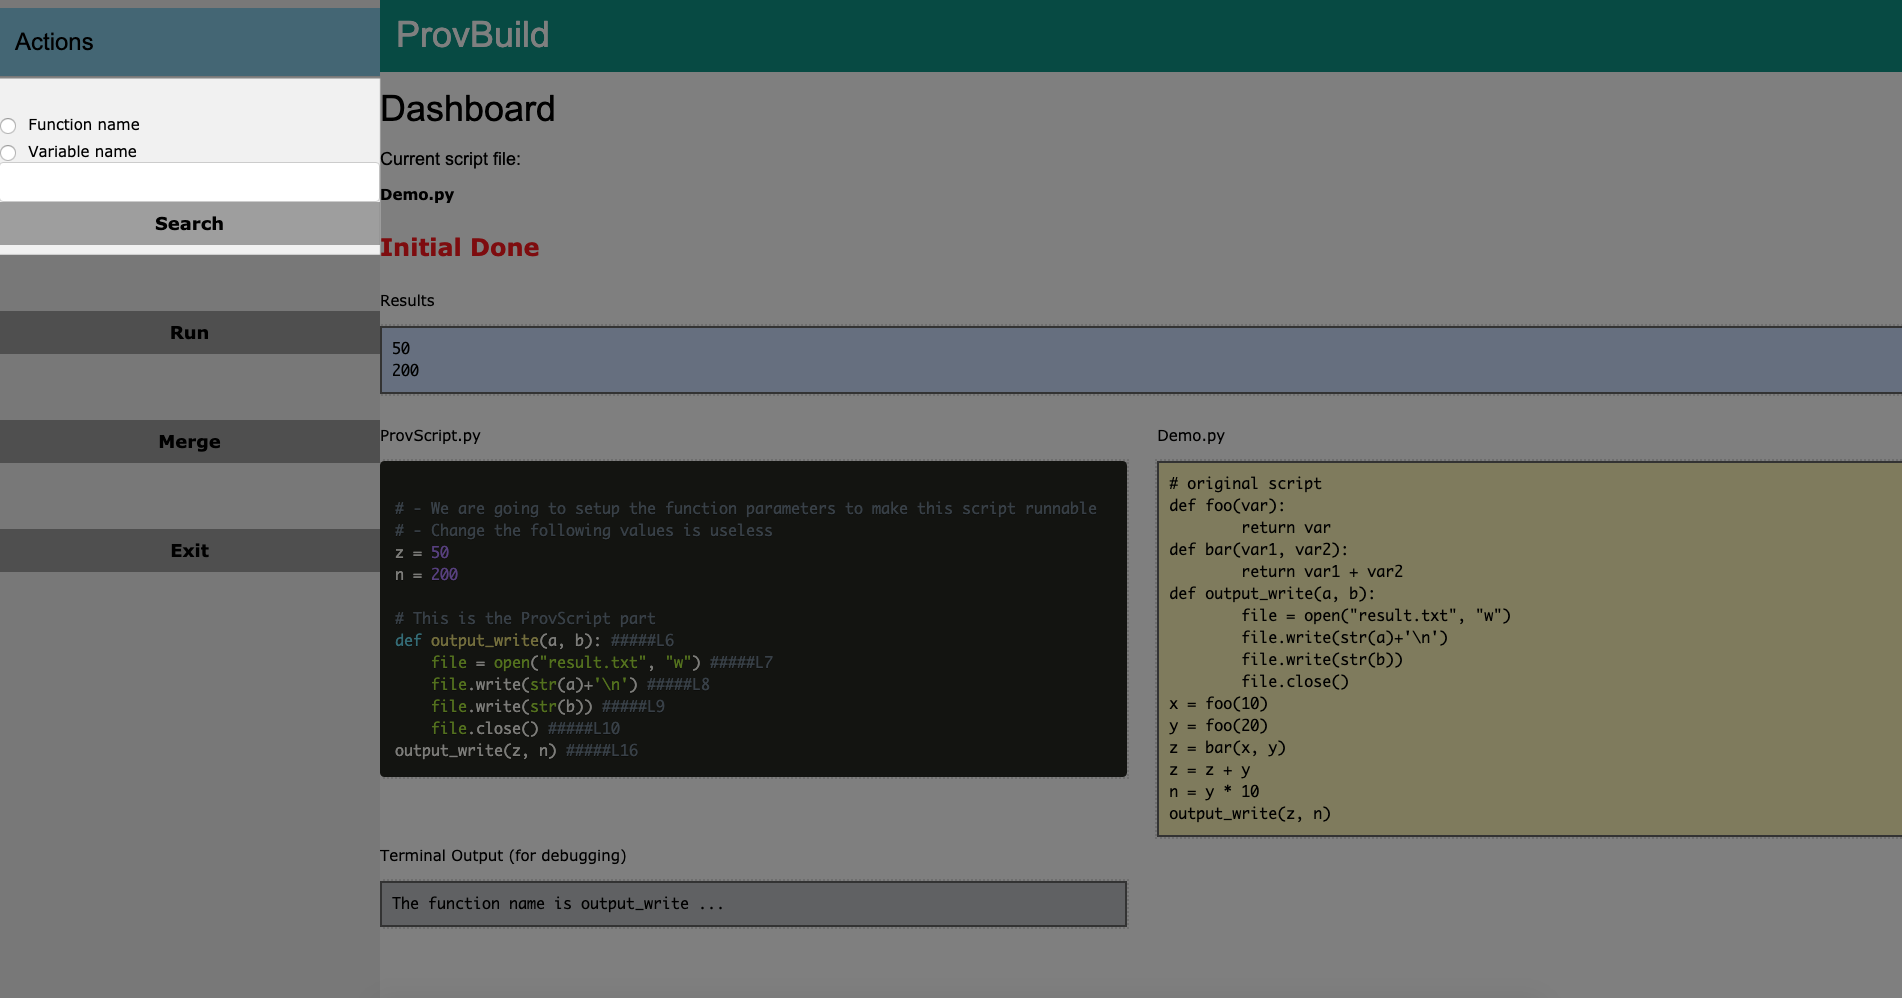 Actions
Function name
Variable name
Search
Run
Merge
Exit
ProvBuild
Dashboard
Current script file:
Demo.py
Initial Done
Results
50
200
ProvScript.py
# - We are going to setup the function parameters to make this script runnable
# - Change the following values is useless
z = 50
n = 200
# This is the ProvScript part
def output_write(a, b): #####L6
    file = open("result.txt", "w") #####L7
    file.write(str(a)+'\n') #####L8
    file.write(str(b)) #####L9
    file.close() #####L10
output_write(z, n) #####L16
Demo.py
# original script
def foo(var):
        return var
def bar(var1, var2):
        return var1 + var2
def output_write(a, b):
        file = open("result.txt", "w")
        file.write(str(a)+'\n')
        file.write(str(b))
        file.close()
x = foo(10)
y = foo(20)
z = bar(x, y)
z = z + y
n = y * 10
output_write(z, n)
Terminal Output (for debugging)
The function name is output_write ...